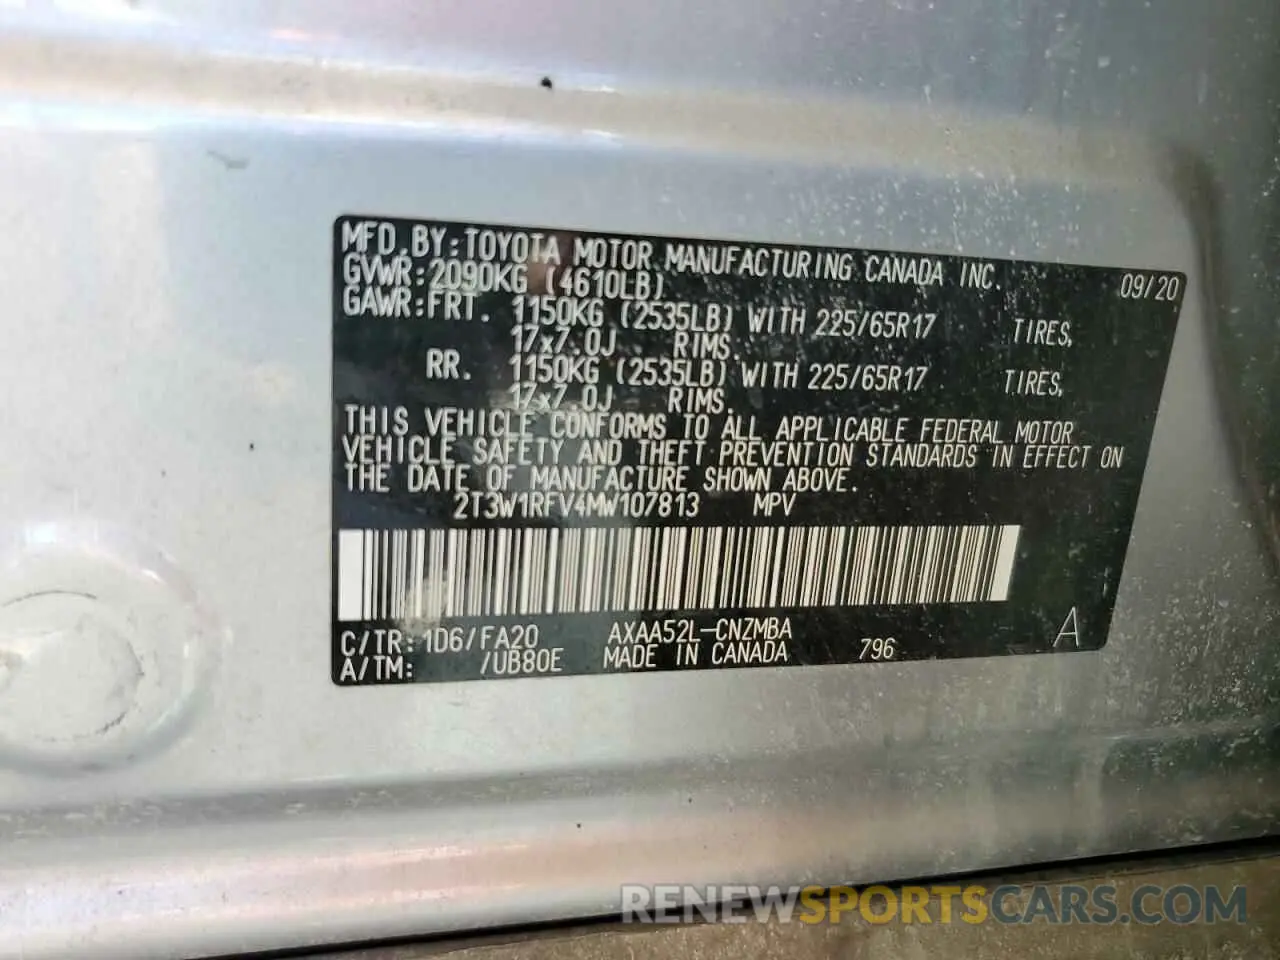 MFD.BY:TOYOTA MOTOR MANUFACTURING CANADA INC.
GVWR:2090KG (4610LB) 09/20
GAWR:FRT. 1150KG (2535LB) WITH 225/65R17 TIRES,
17x7.0J RIMS.
RR. 1150KG (2535LB) WITH 225/65R17 TIRES,
17x7.0J RIMS.
THIS VEHICLE CONFORMS TO ALL APPLICABLE FEDERAL MOTOR
VEHICLE SAFETY AND THEFT PREVENTION STANDARDS IN EFFECT ON
THE DATE OF MANUFACTURE SHOWN ABOVE.
2T3W1RFV4MW107813 MPV
C/TR: 1D6/FA20 AXAA52L-CNZMBA
A/TM: /UB80E MADE IN CANADA 796 A
RENEWSPORTSCARS.COM